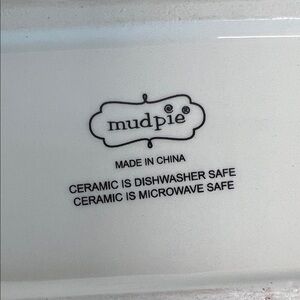 mudpie®
MADE IN CHINA
CERAMIC IS DISHWASHER SAFE
CERAMIC IS MICROWAVE SAFE